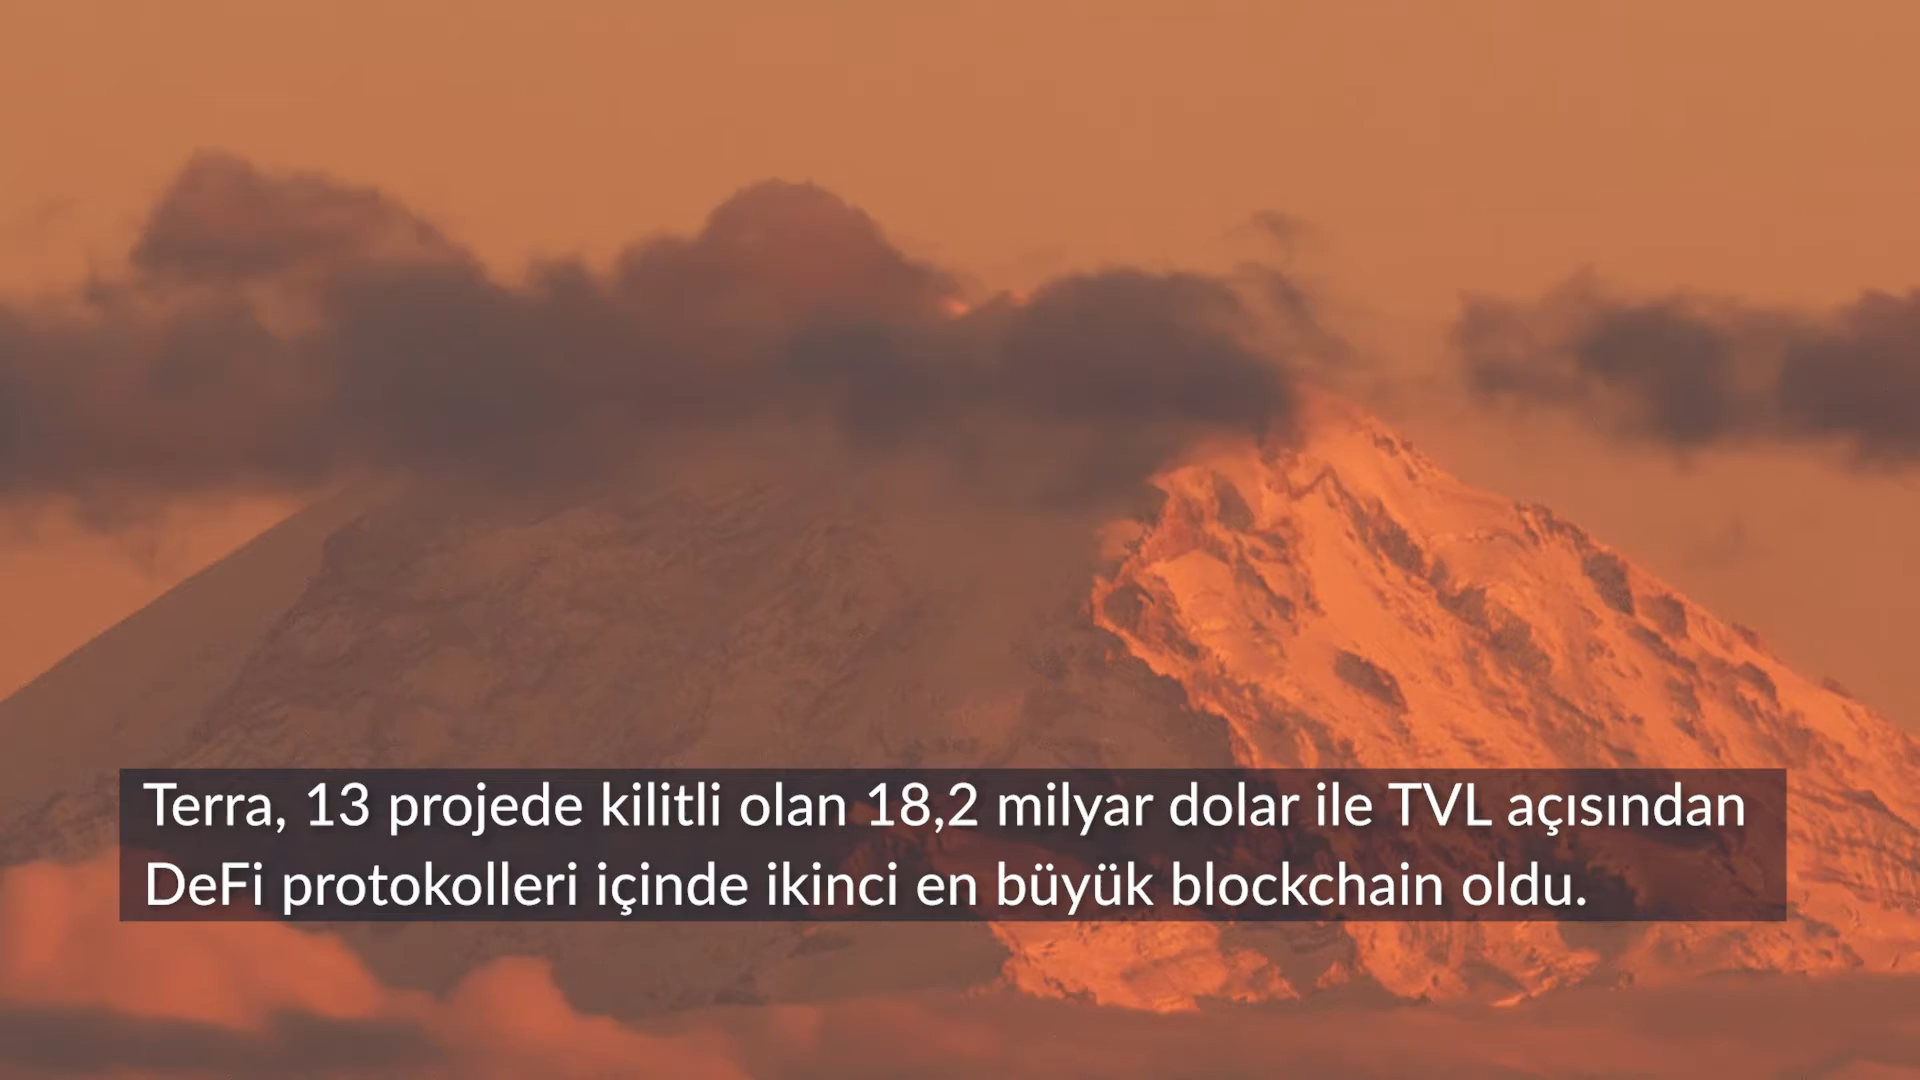 Terra, 13 projede kilitli olan 18,2 milyar dolar ile TVL açısından
DeFi protokolleri içinde ikinci en büyük blockchain oldu.